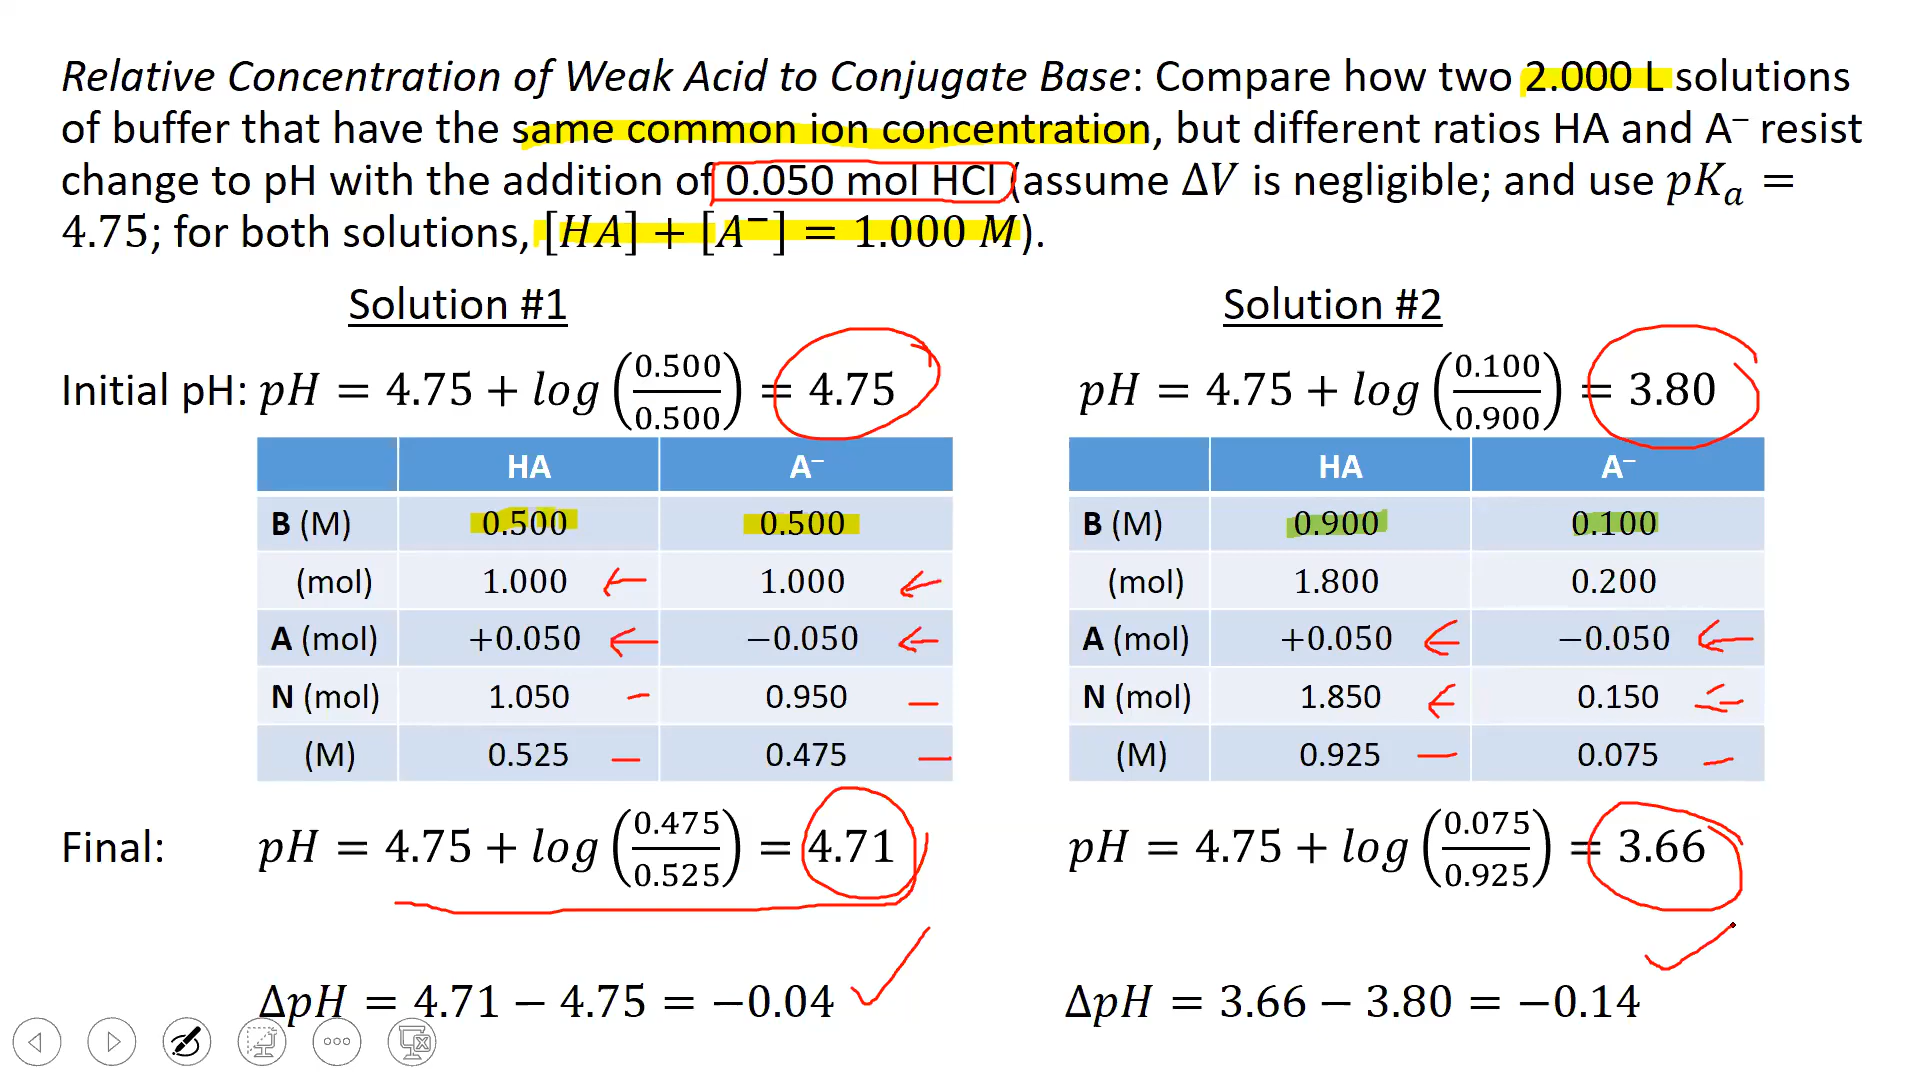 Relative Concentration of Weak Acid to Conjugate Base: Compare how two 2.000 L solutions
of buffer that have the same common ion concentration, but different ratios HA and A⁻ resist
change to pH with the addition of 0.050 mol HCl (assume ΔV is negligible; and use pKₐ =
4.75; for both solutions, [HA] + [A⁻] = 1.000 M).
Solution #1
Solution #2
Initial pH: pH = 4.75 + log (0.500/0.500) = 4.75
pH = 4.75 + log (0.100/0.900) = 3.80
HA A⁻
B (M) 0.500 0.500
(mol) 1.000 1.000
A (mol) +0.050 −0.050
N (mol) 1.050 0.950
(M) 0.525 0.475
HA A⁻
B (M) 0.900 0.100
(mol) 1.800 0.200
A (mol) +0.050 −0.050
N (mol) 1.850 0.150
(M) 0.925 0.075
Final: pH = 4.75 + log (0.475/0.525) = 4.71
pH = 4.75 + log (0.075/0.925) = 3.66
ΔpH = 4.71 − 4.75 = −0.04
ΔpH = 3.66 − 3.80 = −0.14